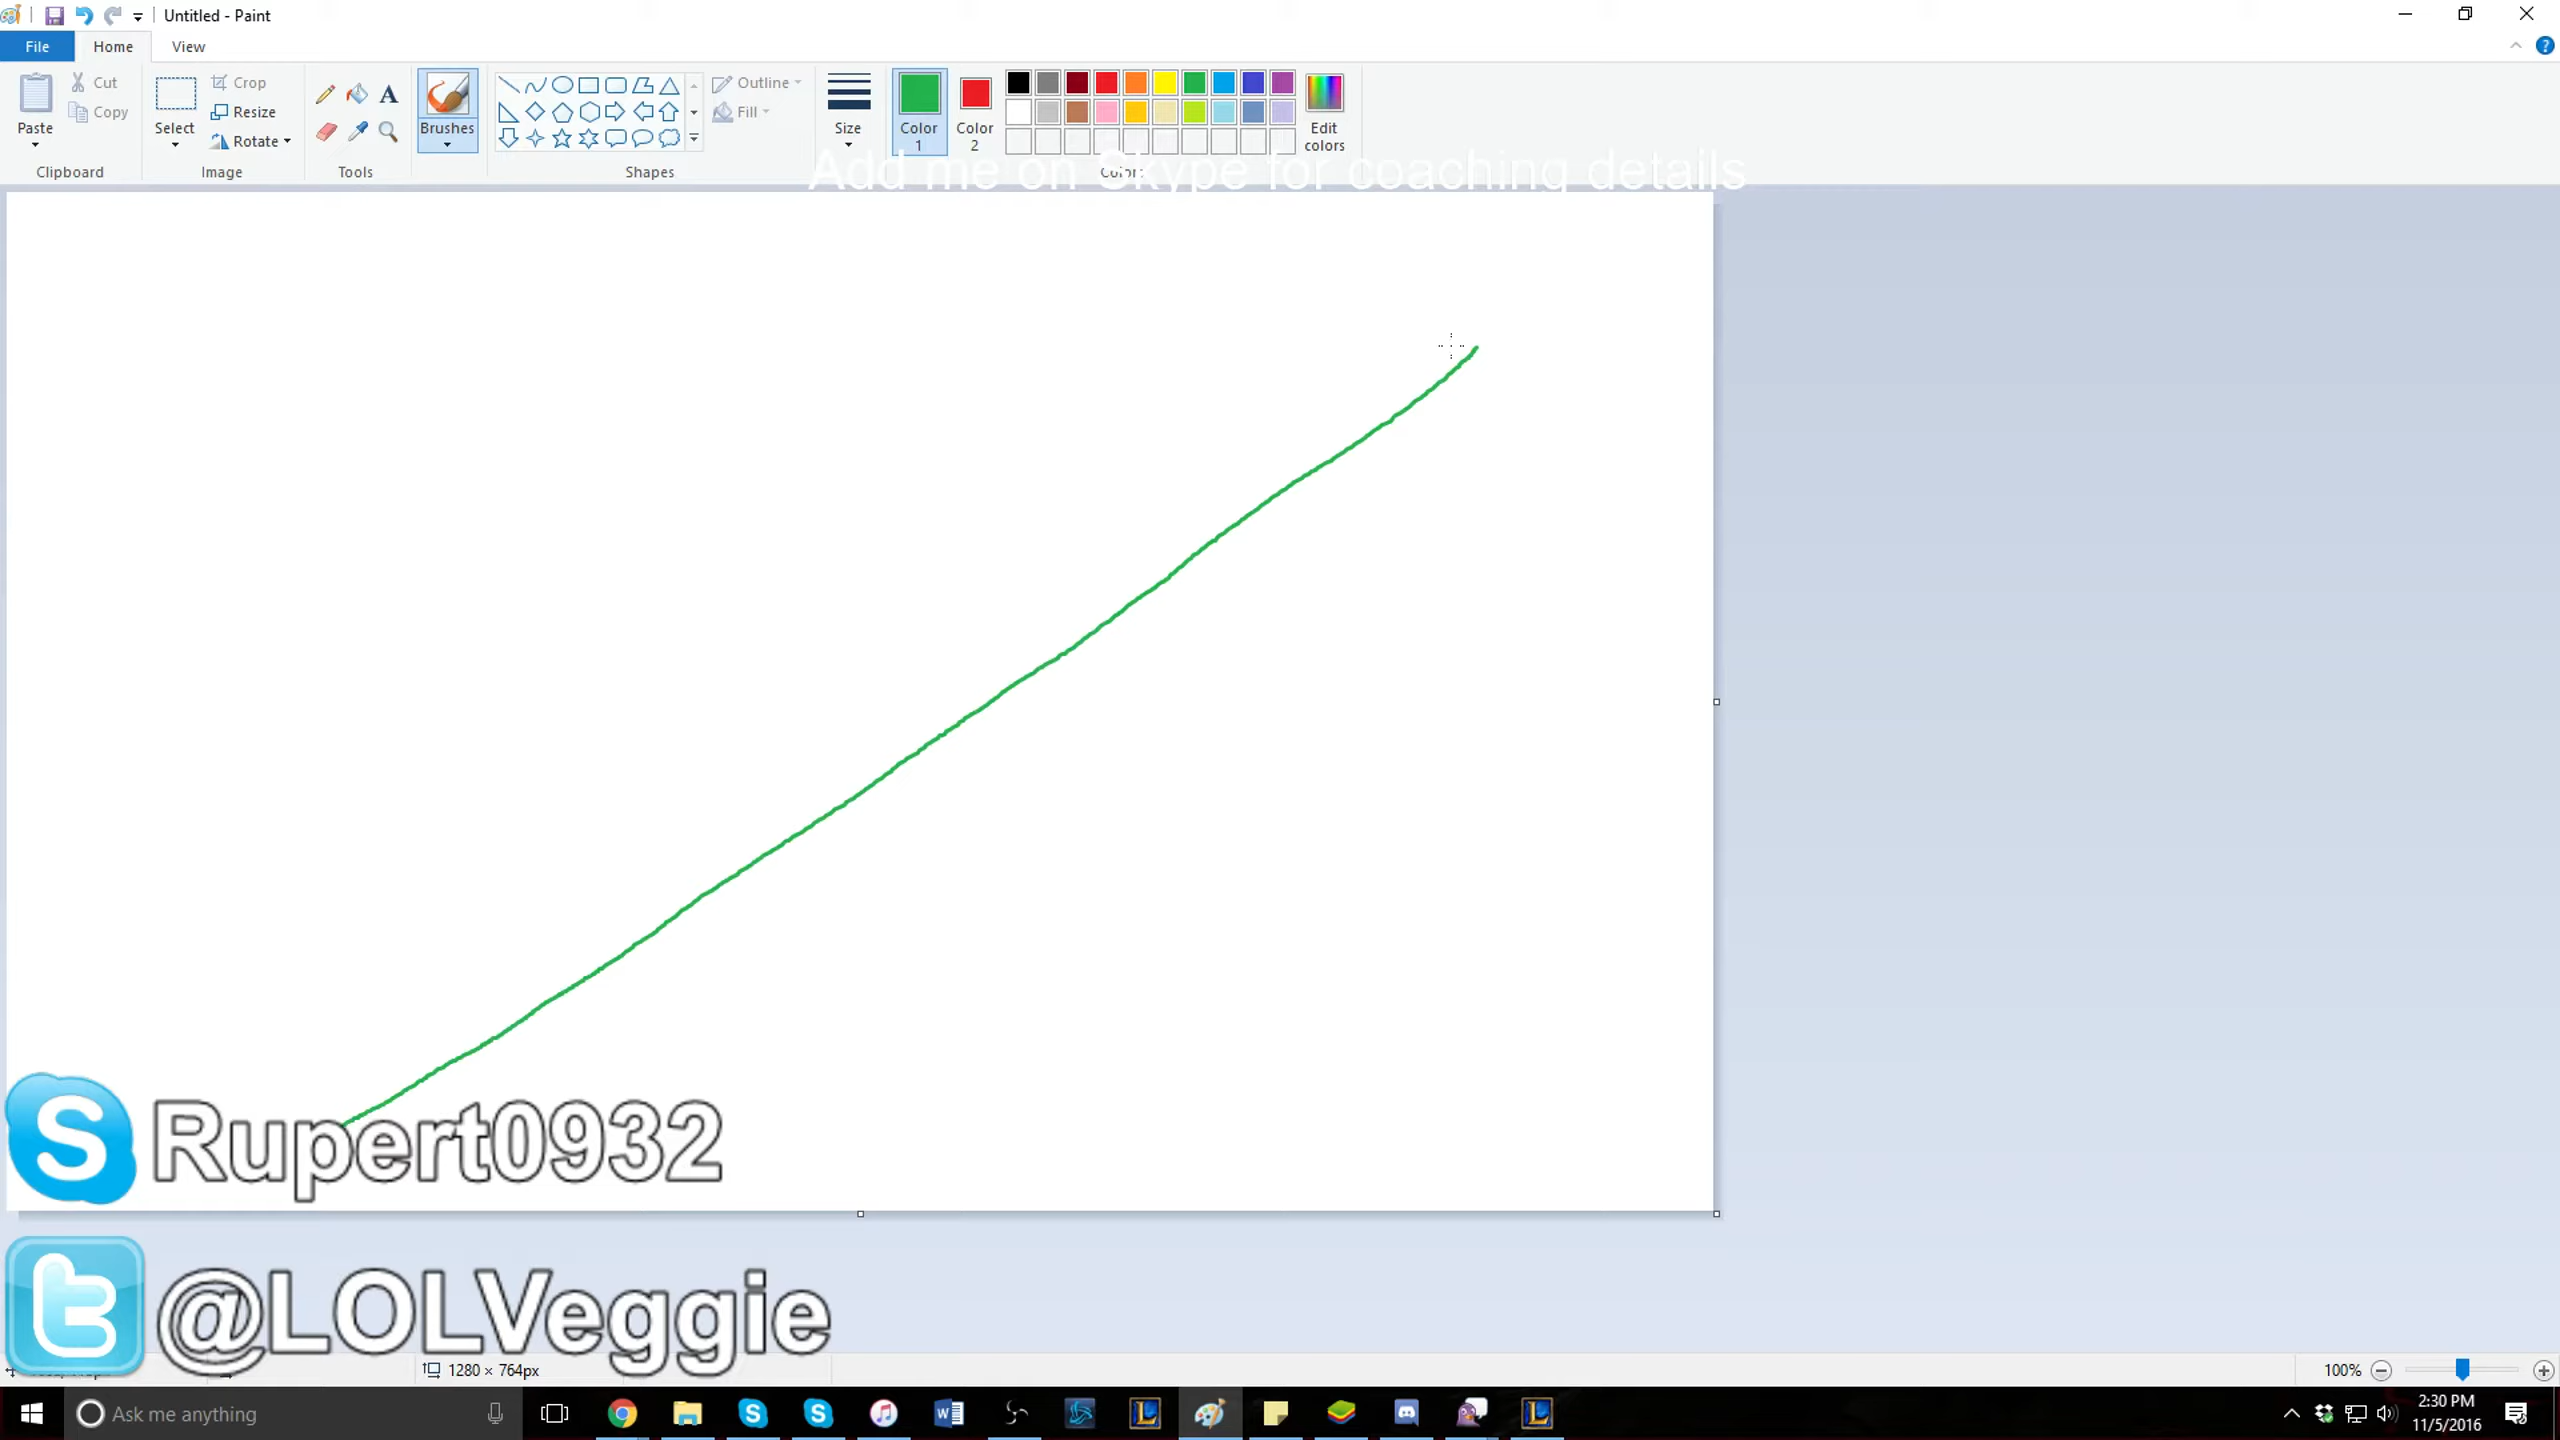 Untitled - Paint
File Home View
Paste
Cut
Copy
Clipboard
Select
Crop
Resize
Rotate
Image
A
Tools
Brushes
Shapes
Outline
Fill
Size
Color 1
Color 2
Edit colors
Add me on Skype for coaching details
S Rupert0932
t @LOLVeggie
1280 × 764px
100%
Ask me anything
2:30 PM
11/5/2016